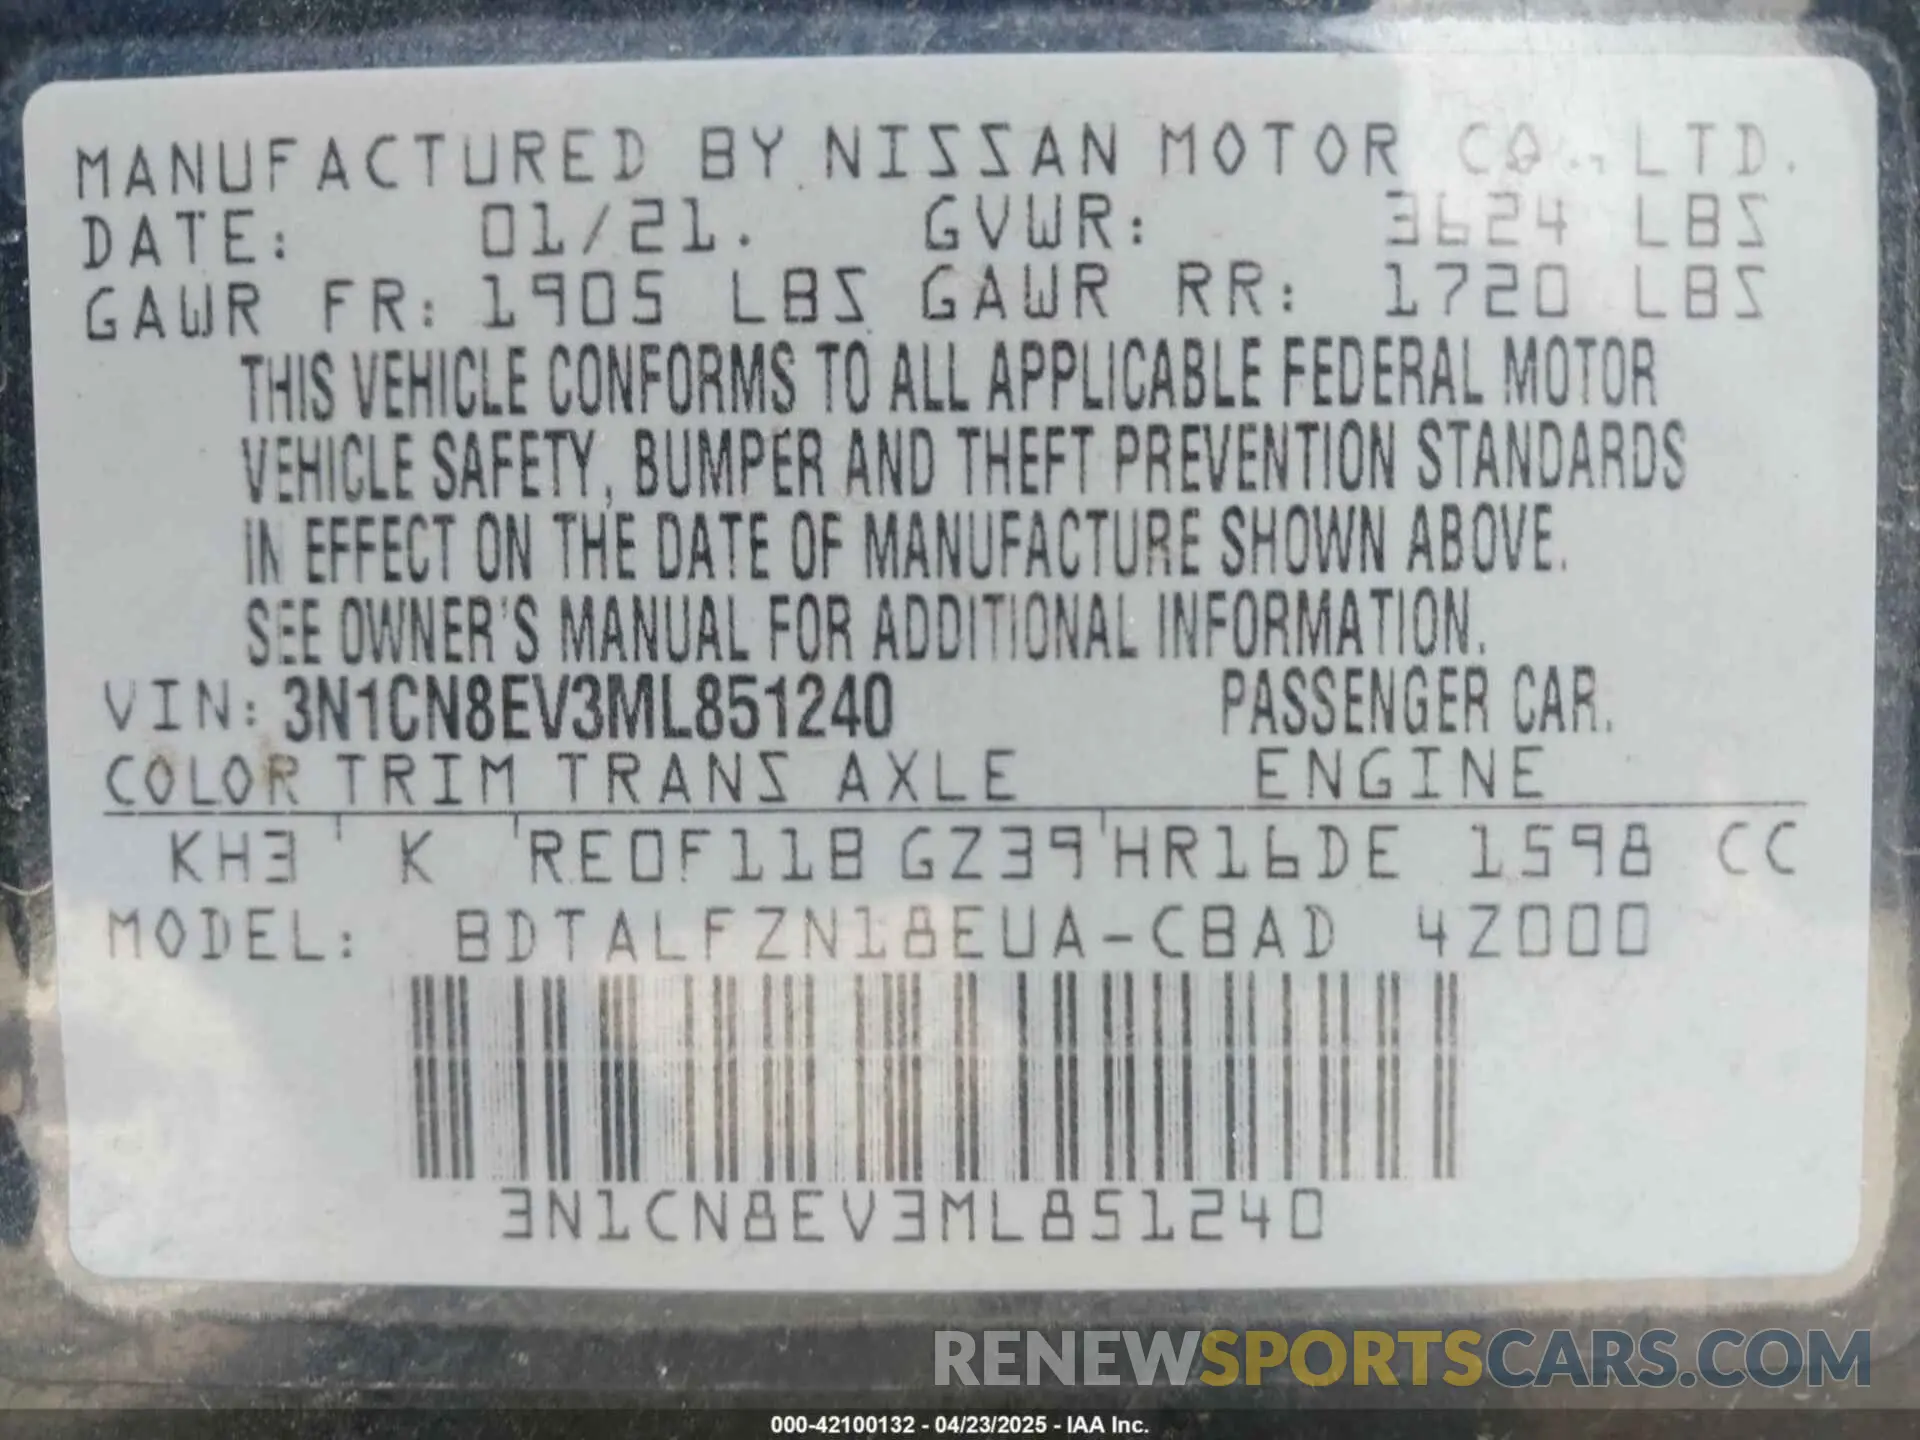 MANUFACTURED BY NISSAN MOTOR CO., LTD.
DATE: 01/21. GVWR: 3624 LBS
GAWR FR: 1905 LBS GAWR RR: 1720 LBS
THIS VEHICLE CONFORMS TO ALL APPLICABLE FEDERAL MOTOR
VEHICLE SAFETY, BUMPER AND THEFT PREVENTION STANDARDS
IN EFFECT ON THE DATE OF MANUFACTURE SHOWN ABOVE.
SEE OWNER'S MANUAL FOR ADDITIONAL INFORMATION.
VIN: 3N1CN8EV3ML851240 PASSENGER CAR.
COLOR TRIM TRANS AXLE ENGINE
KH3 K RE0F11B GZ39 HR16DE 1598 CC
MODEL: BDTALFZN18EUA-CBAD 4Z000
3N1CN8EV3ML851240
RENEWSPORTSCARS.COM
000-42100132 - 04/23/2025 - IAA Inc.